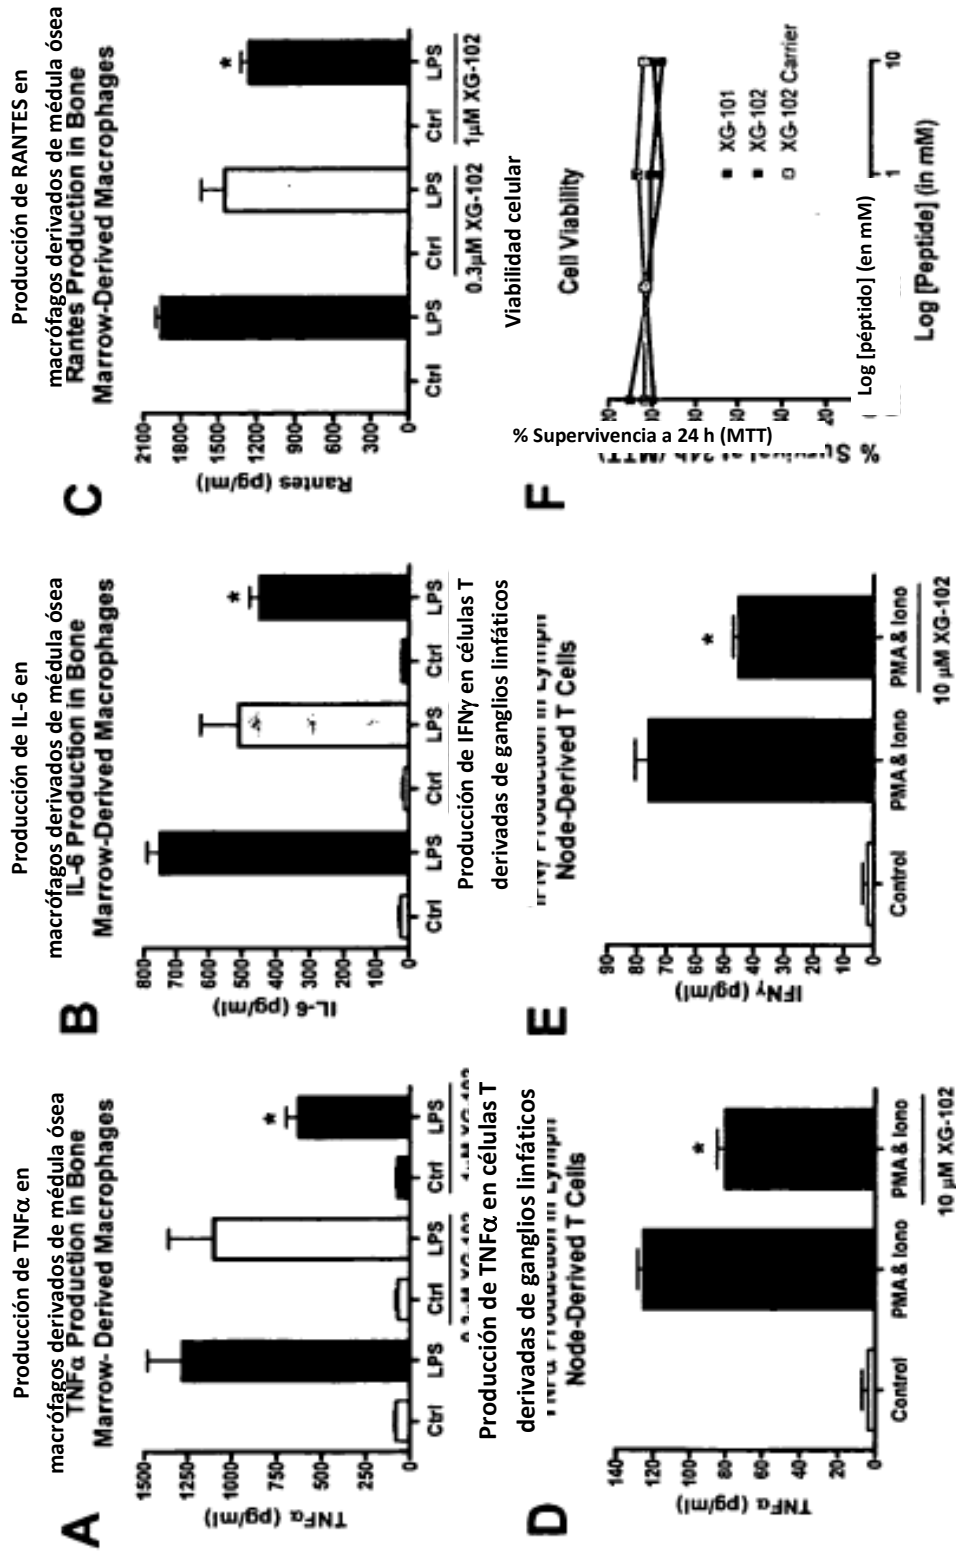 A
Producción de TNFα en
macrófagos derivados de médula ósea
TNFα Production in Bone
Marrow- Derived Macrophages
TNFα (pg/ml)
1500
1250
1000
750
500
250
0
Ctrl LPS Ctrl LPS Ctrl LPS
*
B
Producción de IL-6 en
macrófagos derivados de médula ósea
IL-6 Production in Bone
Marrow-Derived Macrophages
IL-6 (pg/ml)
800
700
600
500
400
300
200
100
0
Ctrl LPS Ctrl LPS Ctrl LPS
*
C
Producción de RANTES en
macrófagos derivados de médula ósea
Rantes Production in Bone
Marrow-Derived Macrophages
Rantes (pg/ml)
2100
1800
1500
1200
900
600
300
0
Ctrl LPS Ctrl LPS Ctrl LPS
*
0.3µM XG-102 1µM XG-102
D
Producción de TNFα en células T
derivadas de ganglios linfáticos
Node-Derived T Cells
TNFα (pg/ml)
140
120
100
80
60
40
20
0
Control PMA & Iono PMA & Iono
*
10 µM XG-102
E
Producción de IFNγ en células T
derivadas de ganglios linfáticos
Node-Derived T Cells
IFNγ (pg/ml)
90
80
70
60
50
40
30
20
10
0
Control PMA & Iono PMA & Iono
*
10 µM XG-102
F
Viabilidad celular
Cell Viability
% Supervivencia a 24 h (MTT)
20
XG-101
XG-102
XG-102 Carrier
1 10
Log [péptido] (en mM)
Log [Peptide] (in mM)